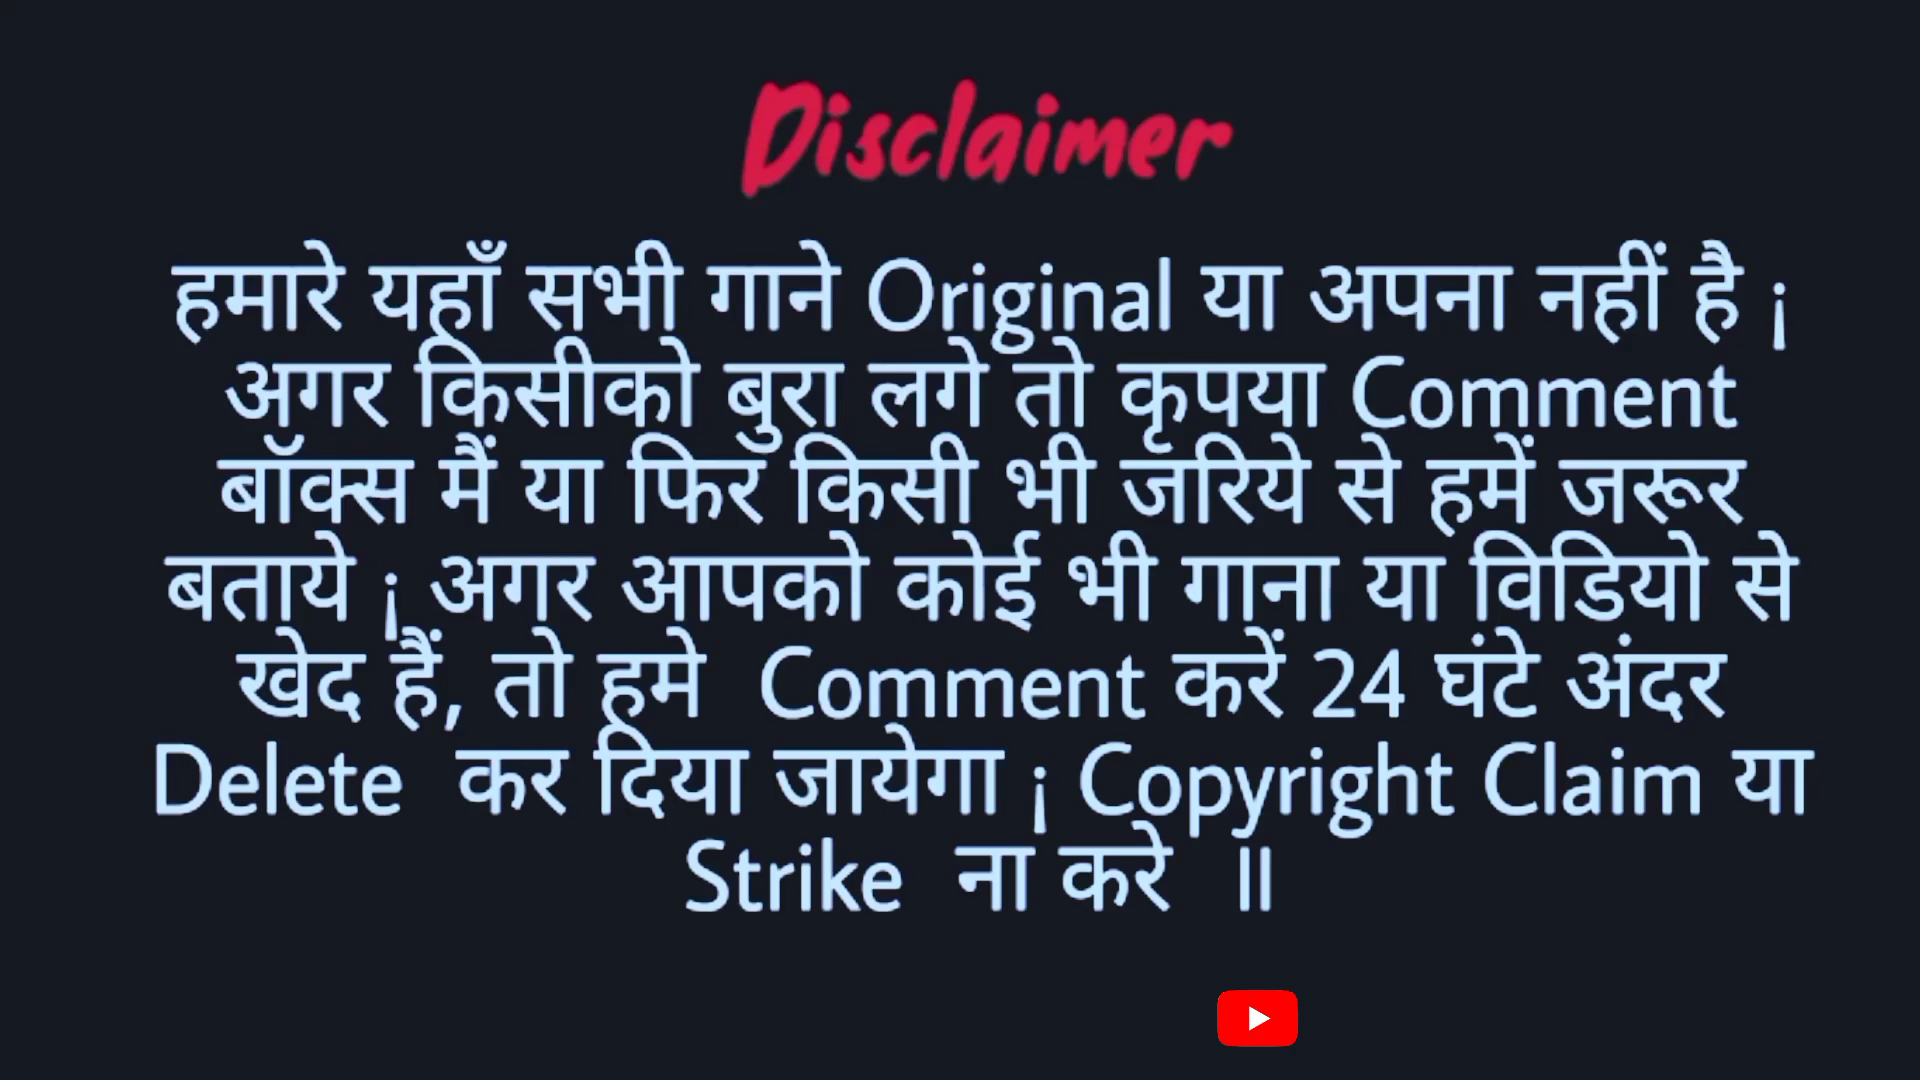 Disclaimer
हमारे यहाँ सभी गाने Original या अपना नहीं है ¡
अगर किसीको बुरा लगे तो कृपया Comment
बॉक्स मैं या फिर किसी भी जरिये से हमें जरूर
बताये ¡ अगर आपको कोई भी गाना या विडियो से
खेद हैं, तो हमे Comment करें 24 घंटे अंदर
Delete कर दिया जायेगा ¡ Copyright Claim या
Strike ना करे ॥